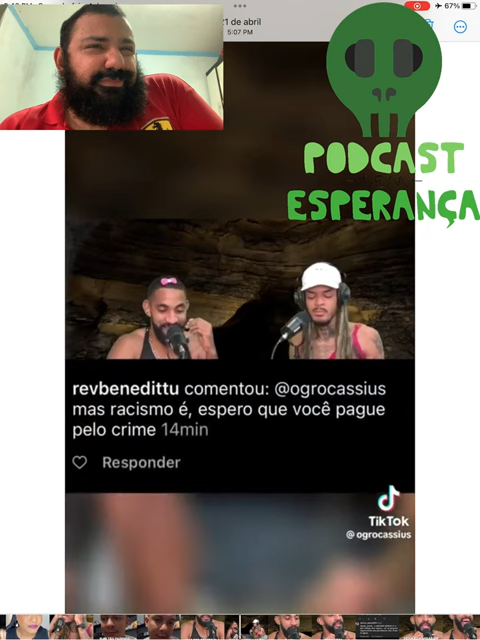 21 de abril
67%
5:07 PM
PODCAST
ESPERANÇA
revbenedittu comentou: @ogrocassius
mas racismo é, espero que você pague
pelo crime 14min
Responder
TikTok
@ ogrocassius